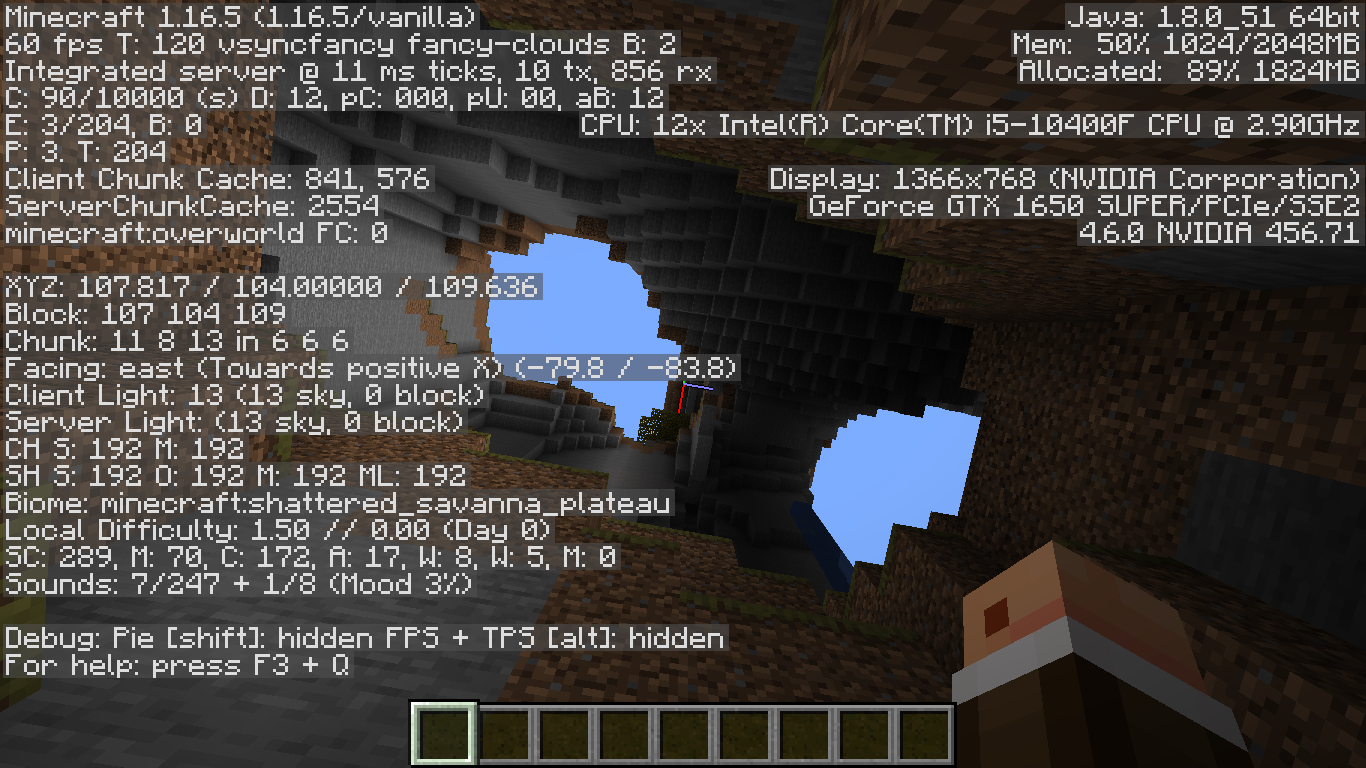 Minecraft 1.16.5 (1.16.5/vanilla)
60 fps T: 120 vsyncfancy fancy-clouds B: 2
Integrated server @ 11 ms ticks, 10 tx, 856 rx
C: 90/10000 (s) D: 12, pC: 000, pU: 00, aB: 12
E: 3/204, B: 0
P: 3. T: 204
Client Chunk Cache: 841, 576
ServerChunkCache: 2554
minecraft:overworld FC: 0
XYZ: 107.817 / 104.00000 / 109.636
Block: 107 104 109
Chunk: 11 8 13 in 6 6 6
Facing: east (Towards positive X) (-79.8 / -83.8)
Client Light: 13 (13 sky, 0 block)
Server Light: (13 sky, 0 block)
CH S: 192 M: 192
SH S: 192 O: 192 M: 192 ML: 192
Biome: minecraft:shattered_savanna_plateau
Local Difficulty: 1.50 // 0.00 (Day 0)
SC: 289, M: 70, C: 172, A: 17, W: 8, W: 5, M: 0
Sounds: 7/247 + 1/8 (Mood 3%)
Debug: Pie [shift]: hidden FPS + TPS [alt]: hidden
For help: press F3 + Q
Java: 1.8.0_51 64bit
Mem: 50% 1024/2048MB
Allocated: 89% 1824MB
CPU: 12x Intel(R) Core(TM) i5-10400F CPU @ 2.90GHz
Display: 1366x768 (NVIDIA Corporation)
GeForce GTX 1650 SUPER/PCIe/SSE2
4.6.0 NVIDIA 456.71